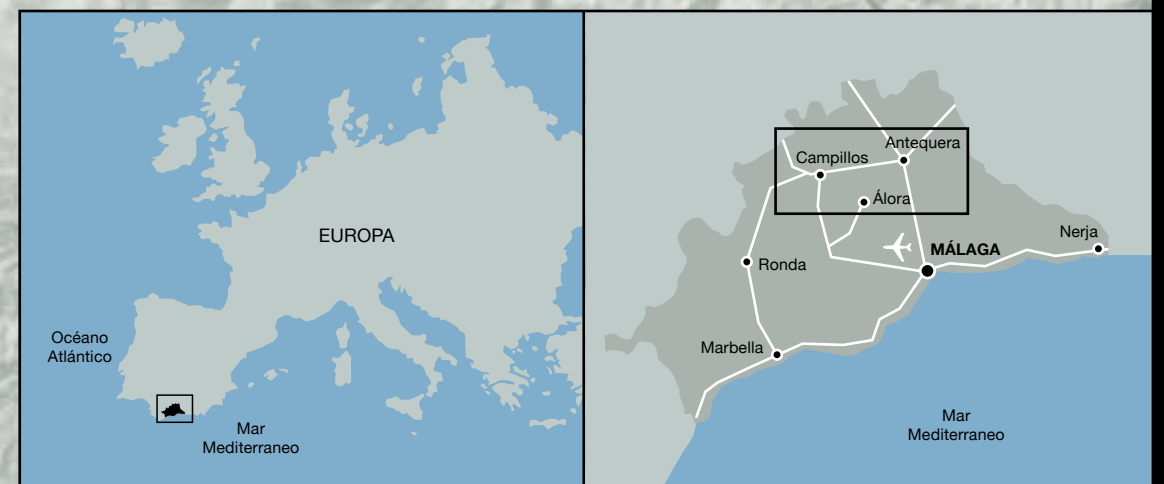 EUROPA
Océano
Atlántico
Mar
Mediterraneo
Campillos
Antequera
Álora
Ronda
MÁLAGA
Nerja
Marbella
Mar
Mediterraneo